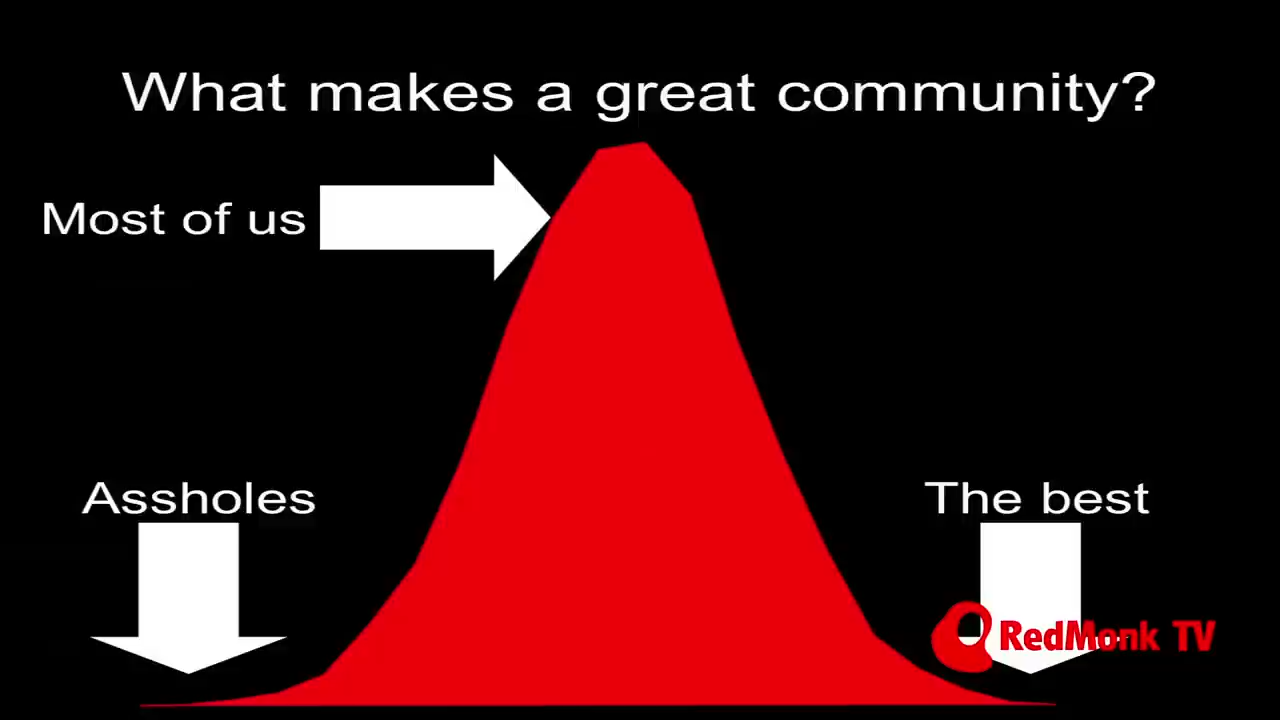 What makes a great community?
Most of us
Assholes
The best
RedMonk TV